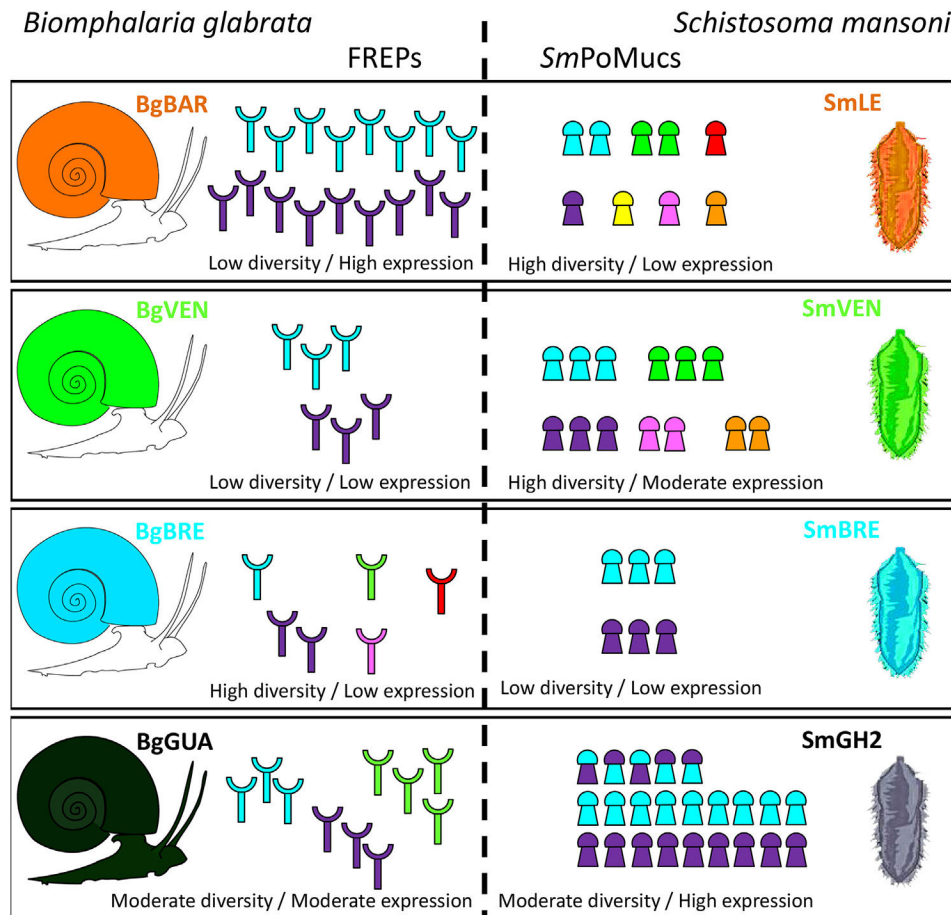 Biomphalaria glabrata
Schistosoma mansoni
FREPs
SmPoMucs
BgBAR
SmLE
Low diversity / High expression
High diversity / Low expression
BgVEN
SmVEN
Low diversity / Low expression
High diversity / Moderate expression
BgBRE
SmBRE
High diversity / Low expression
Low diversity / Low expression
BgGUA
SmGH2
Moderate diversity / Moderate expression
Moderate diversity / High expression